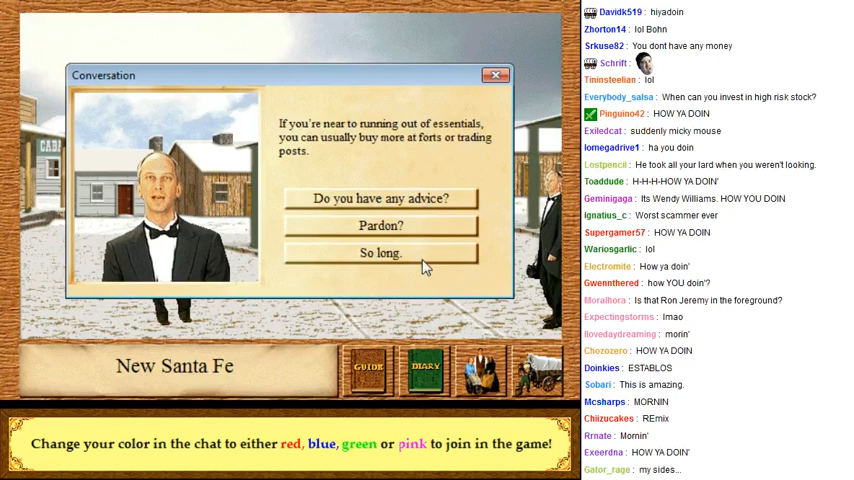 Conversation
If you're near to running out of essentials,
you can usually buy more at forts or trading
posts.
Do you have any advice?
Pardon?
So long.
CAB
New Santa Fe
GUIDE
DIARY
Change your color in the chat to either red, blue, green or pink to join in the game!
Davidk519 : hiyadoin
Zhorton14 : lol Bohn
Srkuse82 : You dont have any money
Schrift :
Tininsteelian : lol
Everybody_salsa : When can you invest in high risk stock?
Pinguino42 : HOW YA DOIN
Exiledcat : suddenly micky mouse
Iomegadrive1 : ha you doin
Lostpencil : He took all your lard when you weren't looking.
Toaddude : H-H-H-HOW YA DOIN'
Geminigaga : Its Wendy Williams. HOW YOU DOIN
Ignatius_c : Worst scammer ever
Supergamer57 : HOW YA DOIN
Wariosgarlic : lol
Electromite : How ya doin'
Gwennthered : how YOU doin'?
Moralhora : Is that Ron Jeremy in the foreground?
Expectingstorms : lmao
Ilovedaydreaming : morin'
Chozozero : HOW YA DOIN
Doinkies : ESTABLOS
Sobari : This is amazing.
Mcsharps : MORNIN
Chiizucakes : REmix
Rrnate : Mornin'
Exeerdna : HOW YA DOIN'
Gator_rage : my sides...